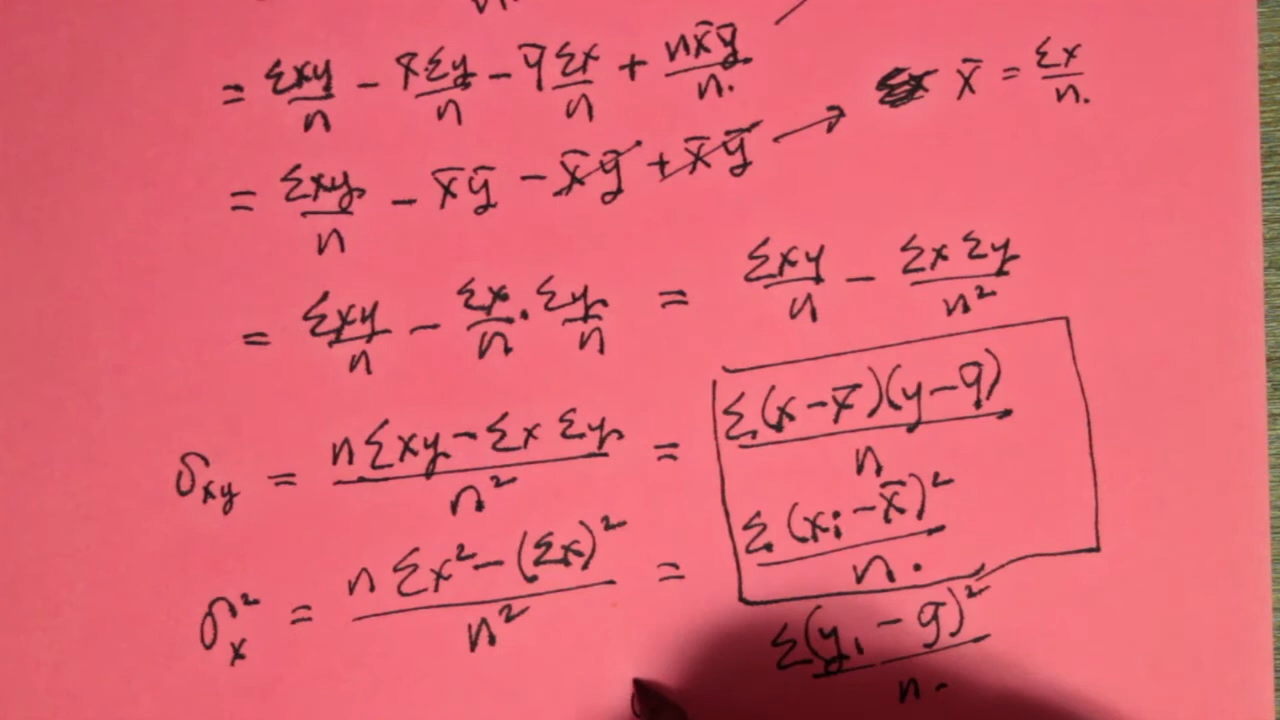 n.
= Σxy/n - x̄Σy/n - ȳΣx/n + nx̄ȳ/n.
x̄ = Σx/n.
= Σxy/n - x̄ȳ - x̄ȳ + x̄ȳ
= Σxy/n - Σx/n · Σy/n = Σxy/n - ΣxΣy/n²
σxy = (nΣxy - ΣxΣy)/n² = Σ(x-x̄)(y-ȳ)/n
σx² = (nΣx² - (Σx)²)/n² = Σ(xi-x̄)²/n.
Σ(yi-ȳ)²/n.